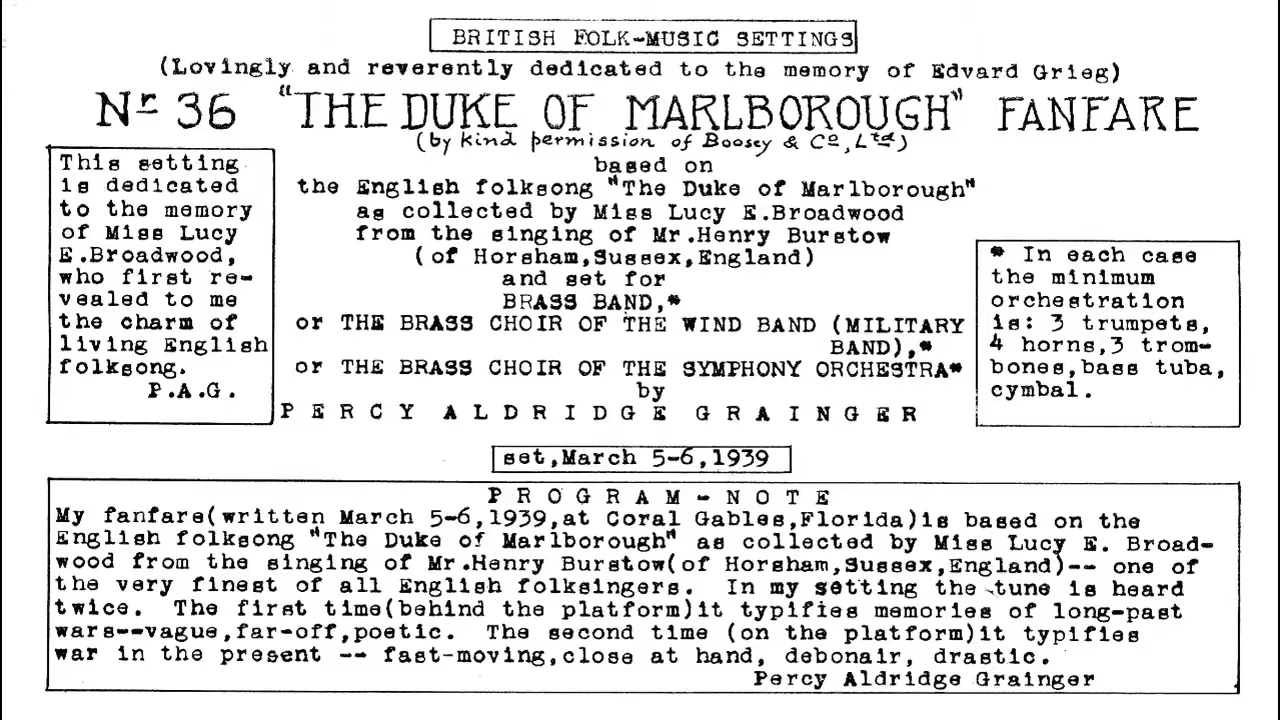 BRITISH FOLK-MUSIC SETTINGS
(Lovingly and reverently dedicated to the memory of Edvard Grieg)
Nr 36 "THE DUKE OF MARLBOROUGH" FANFARE
(by kind permission of Boosey & Co, Ltd)
This setting
is dedicated
to the memory
of Miss Lucy
E.Broadwood,
who first re-
vealed to me
the charm of
living English
folksong.
P.A.G.
based on
the English folksong "The Duke of Marlborough"
as collected by Miss Lucy E.Broadwood
from the singing of Mr.Henry Burstow
(of Horsham,Sussex,England)
and set for
BRASS BAND,*
or THE BRASS CHOIR OF THE WIND BAND (MILITARY
BAND),*
or THE BRASS CHOIR OF THE SYMPHONY ORCHESTRA*
by
PERCY ALDRIDGE GRAINGER
* In each case
the minimum
orchestration
is: 3 trumpets,
4 horns,3 trom-
bones,bass tuba,
cymbal.
set,March 5-6,1939
PROGRAM-NOTE
My fanfare(written March 5-6,1939,at Coral Gables,Florida)is based on the
English folksong "The Duke of Marlborough" as collected by Miss Lucy E. Broad-
wood from the singing of Mr.Henry Burstow(of Horsham,Sussex,England)-- one of
the very finest of all English folksingers. In my setting the tune is heard
twice. The first time(behind the platform)it typifies memories of long-past
wars--vague,far-off,poetic. The second time (on the platform)it typifies
war in the present -- fast-moving,close at hand, debonair, drastic.
Percy Aldridge Grainger